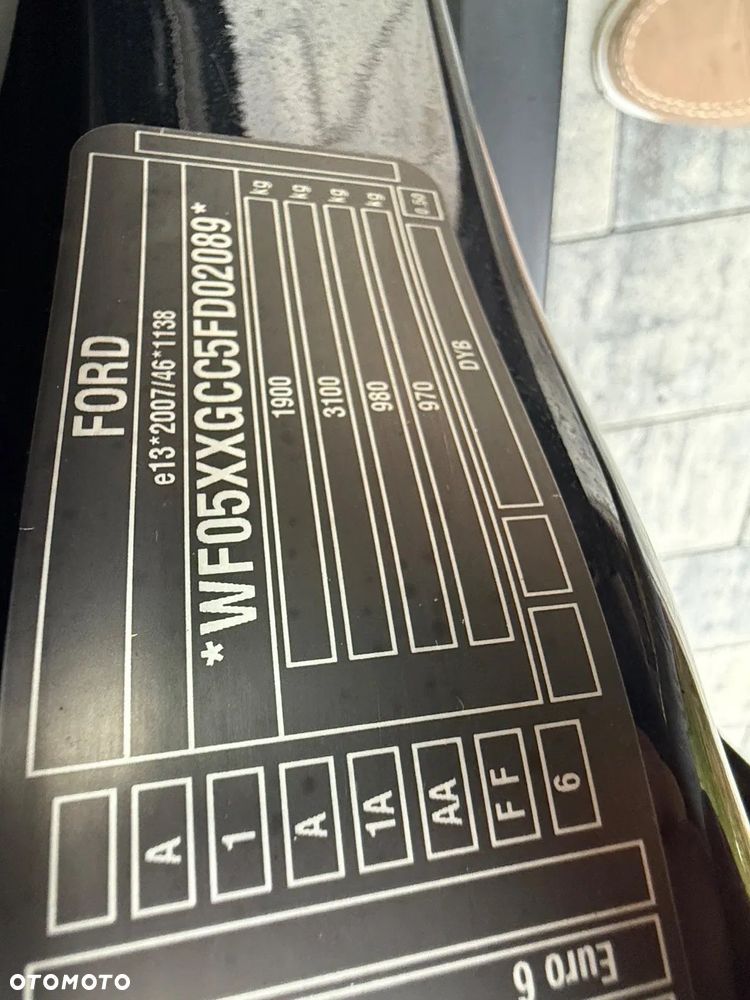 FORD
e13*2007/46*1138
*WF05XXGCC5FD02089*
1900 kg
3100 kg
980 kg
970 kg
DYB 0.50
A
1
A
1A
AA
F F
6
Euro 6
OTOMOTO